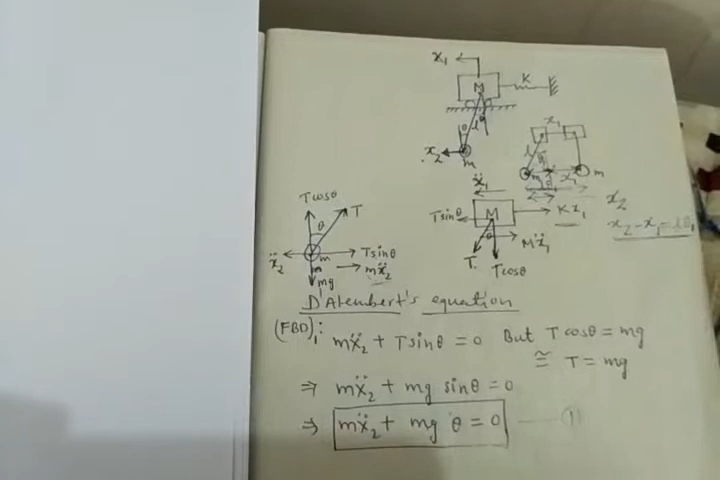 x₁
M
K
θ
θ
l
x₂
m
x₁
l
θ
m
x₁
m
ẍ₁
x₂
Tsinθ
M
Kx₁
x₂-x₁=lθ,
Mẍ₁
T
Tcosθ
Tcosθ
T
θ
ẍ₂
m
Tsinθ
mẍ₂
mg
D'Alembert's equation
(FBD)₁: mẍ₂ + Tsinθ = 0 But Tcosθ = mg
≅ T = mg
⇒ mẍ₂ + mg sinθ = 0
⇒ mẍ₂ + mg θ = 0 —— ①